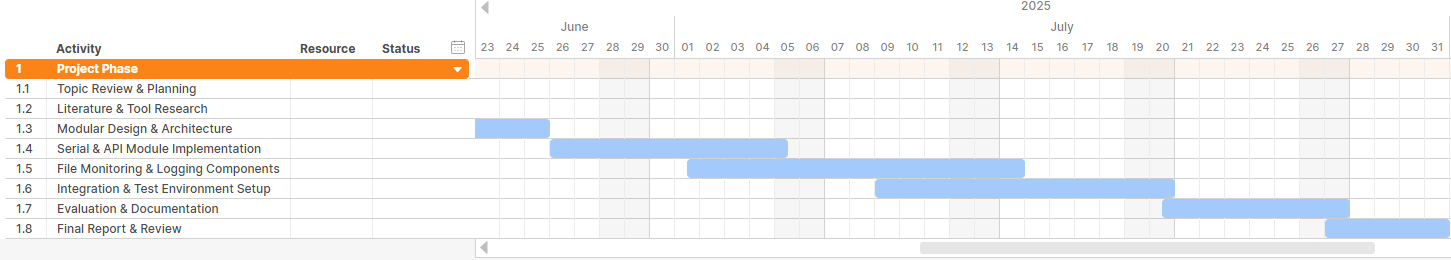 2025
June July
Activity Resource Status 23 24 25 26 27 28 29 30 01 02 03 04 05 06 07 08 09 10 11 12 13 14 15 16 17 18 19 20 21 22 23 24 25 26 27 28 29 30 31
1 Project Phase
1.1 Topic Review & Planning
1.2 Literature & Tool Research
1.3 Modular Design & Architecture
1.4 Serial & API Module Implementation
1.5 File Monitoring & Logging Components
1.6 Integration & Test Environment Setup
1.7 Evaluation & Documentation
1.8 Final Report & Review